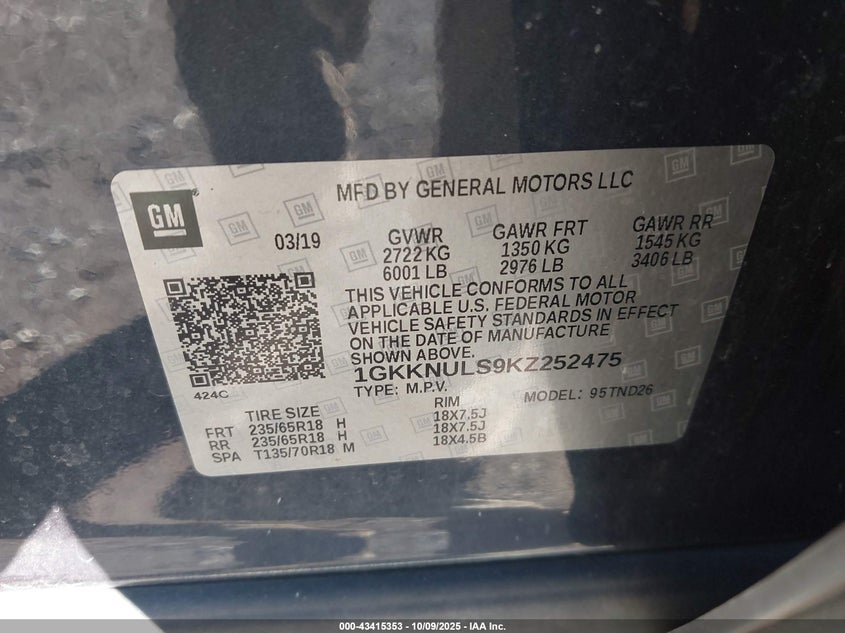 MFD BY GENERAL MOTORS LLC
GM
03/19
GVWR
2722 KG
6001 LB
GAWR FRT
1350 KG
2976 LB
GAWR RR
1545 KG
3406 LB
THIS VEHICLE CONFORMS TO ALL
APPLICABLE U.S. FEDERAL MOTOR
VEHICLE SAFETY STANDARDS IN EFFECT
ON THE DATE OF MANUFACTURE
SHOWN ABOVE.
1GKKNULS9KZ252475
424C
TYPE: M.P.V.
MODEL: 95TND26
TIRE SIZE RIM
FRT 235/65R18 H 18X7.5J
RR 235/65R18 H 18X7.5J
SPA T135/70R18 M 18X4.5B
000-43415353 - 10/09/2025 - IAA Inc.